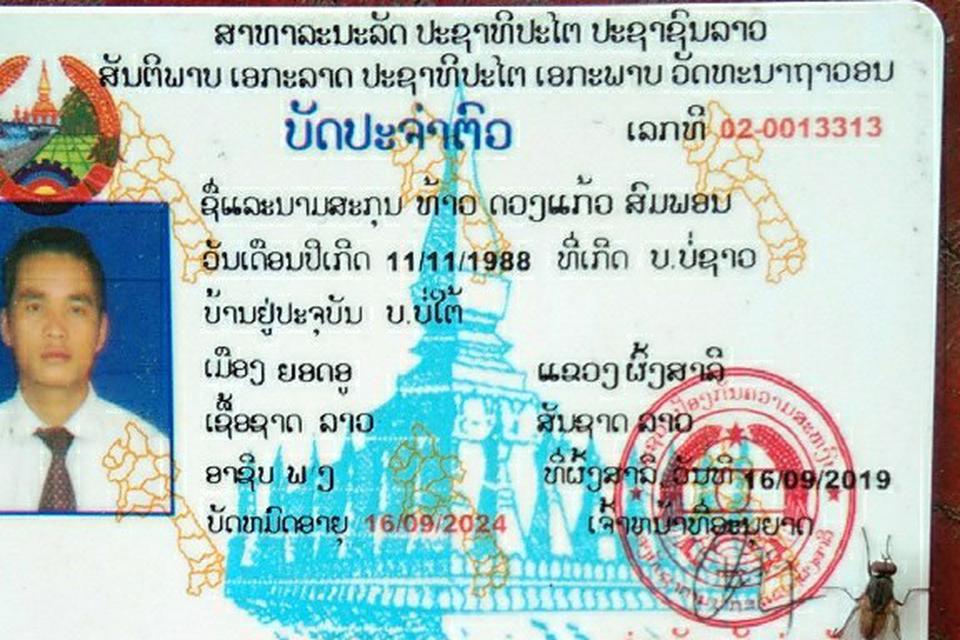 ສາທາລະນະລັດ ປະຊາທິປະໄຕ ປະຊາຊົນລາວ
ສັນຕິພາບ ເອກະລາດ ປະຊາທິປະໄຕ ເອກະພາບ ວັດທະນາຖາວອນ
ບັດປະຈຳຕົວ
ເລກທີ 02-0013313
ຊື່ແລະນາມສະກຸນ ທ້າວ ດວງແກ້ວ ສົມພອນ
ວັນເດືອນປີເກີດ 11/11/1988 ທີ່ເກີດ ບ.ບໍ່ຊາວ
ບ້ານຢູ່ປະຈຸບັນ ບ.ບໍ່ໃຕ້
ເມືອງ ຍອດອູ ແຂວງ ຜົ້ງສາລີ
ເຊື້ອຊາດ ລາວ ສັນຊາດ ລາວ
ອາຊີບ ພ ງ ທີ່ຜົ້ງສາລີ, ວັນທີ 16/09/2019
ບັດຫມົດອາຍຸ 16/09/2024 ເຈົ້າຫນ້າທີ່ອະນຸຍາດ